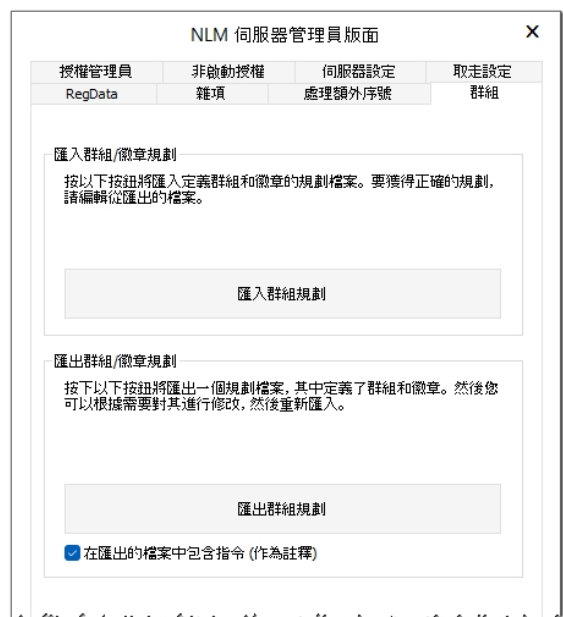 NLM 伺服器管理員版面
授權管理員 非啟動授權 伺服器設定 取走設定
RegData 雜項 處理額外序號 群組
匯入群組/徽章規劃
按以下按鈕將匯入定義群組和徽章的規劃檔案。要獲得正確的規劃,
請編輯從匯出的檔案。
匯入群組規劃
匯出群組/徽章規劃
按下以下按鈕將匯出一個規劃檔案, 其中定義了群組和徽章。然後您
可以根據需要對其進行修改, 然後重新匯入。
匯出群組規劃
在匯出的檔案中包含指令 (作為註釋)